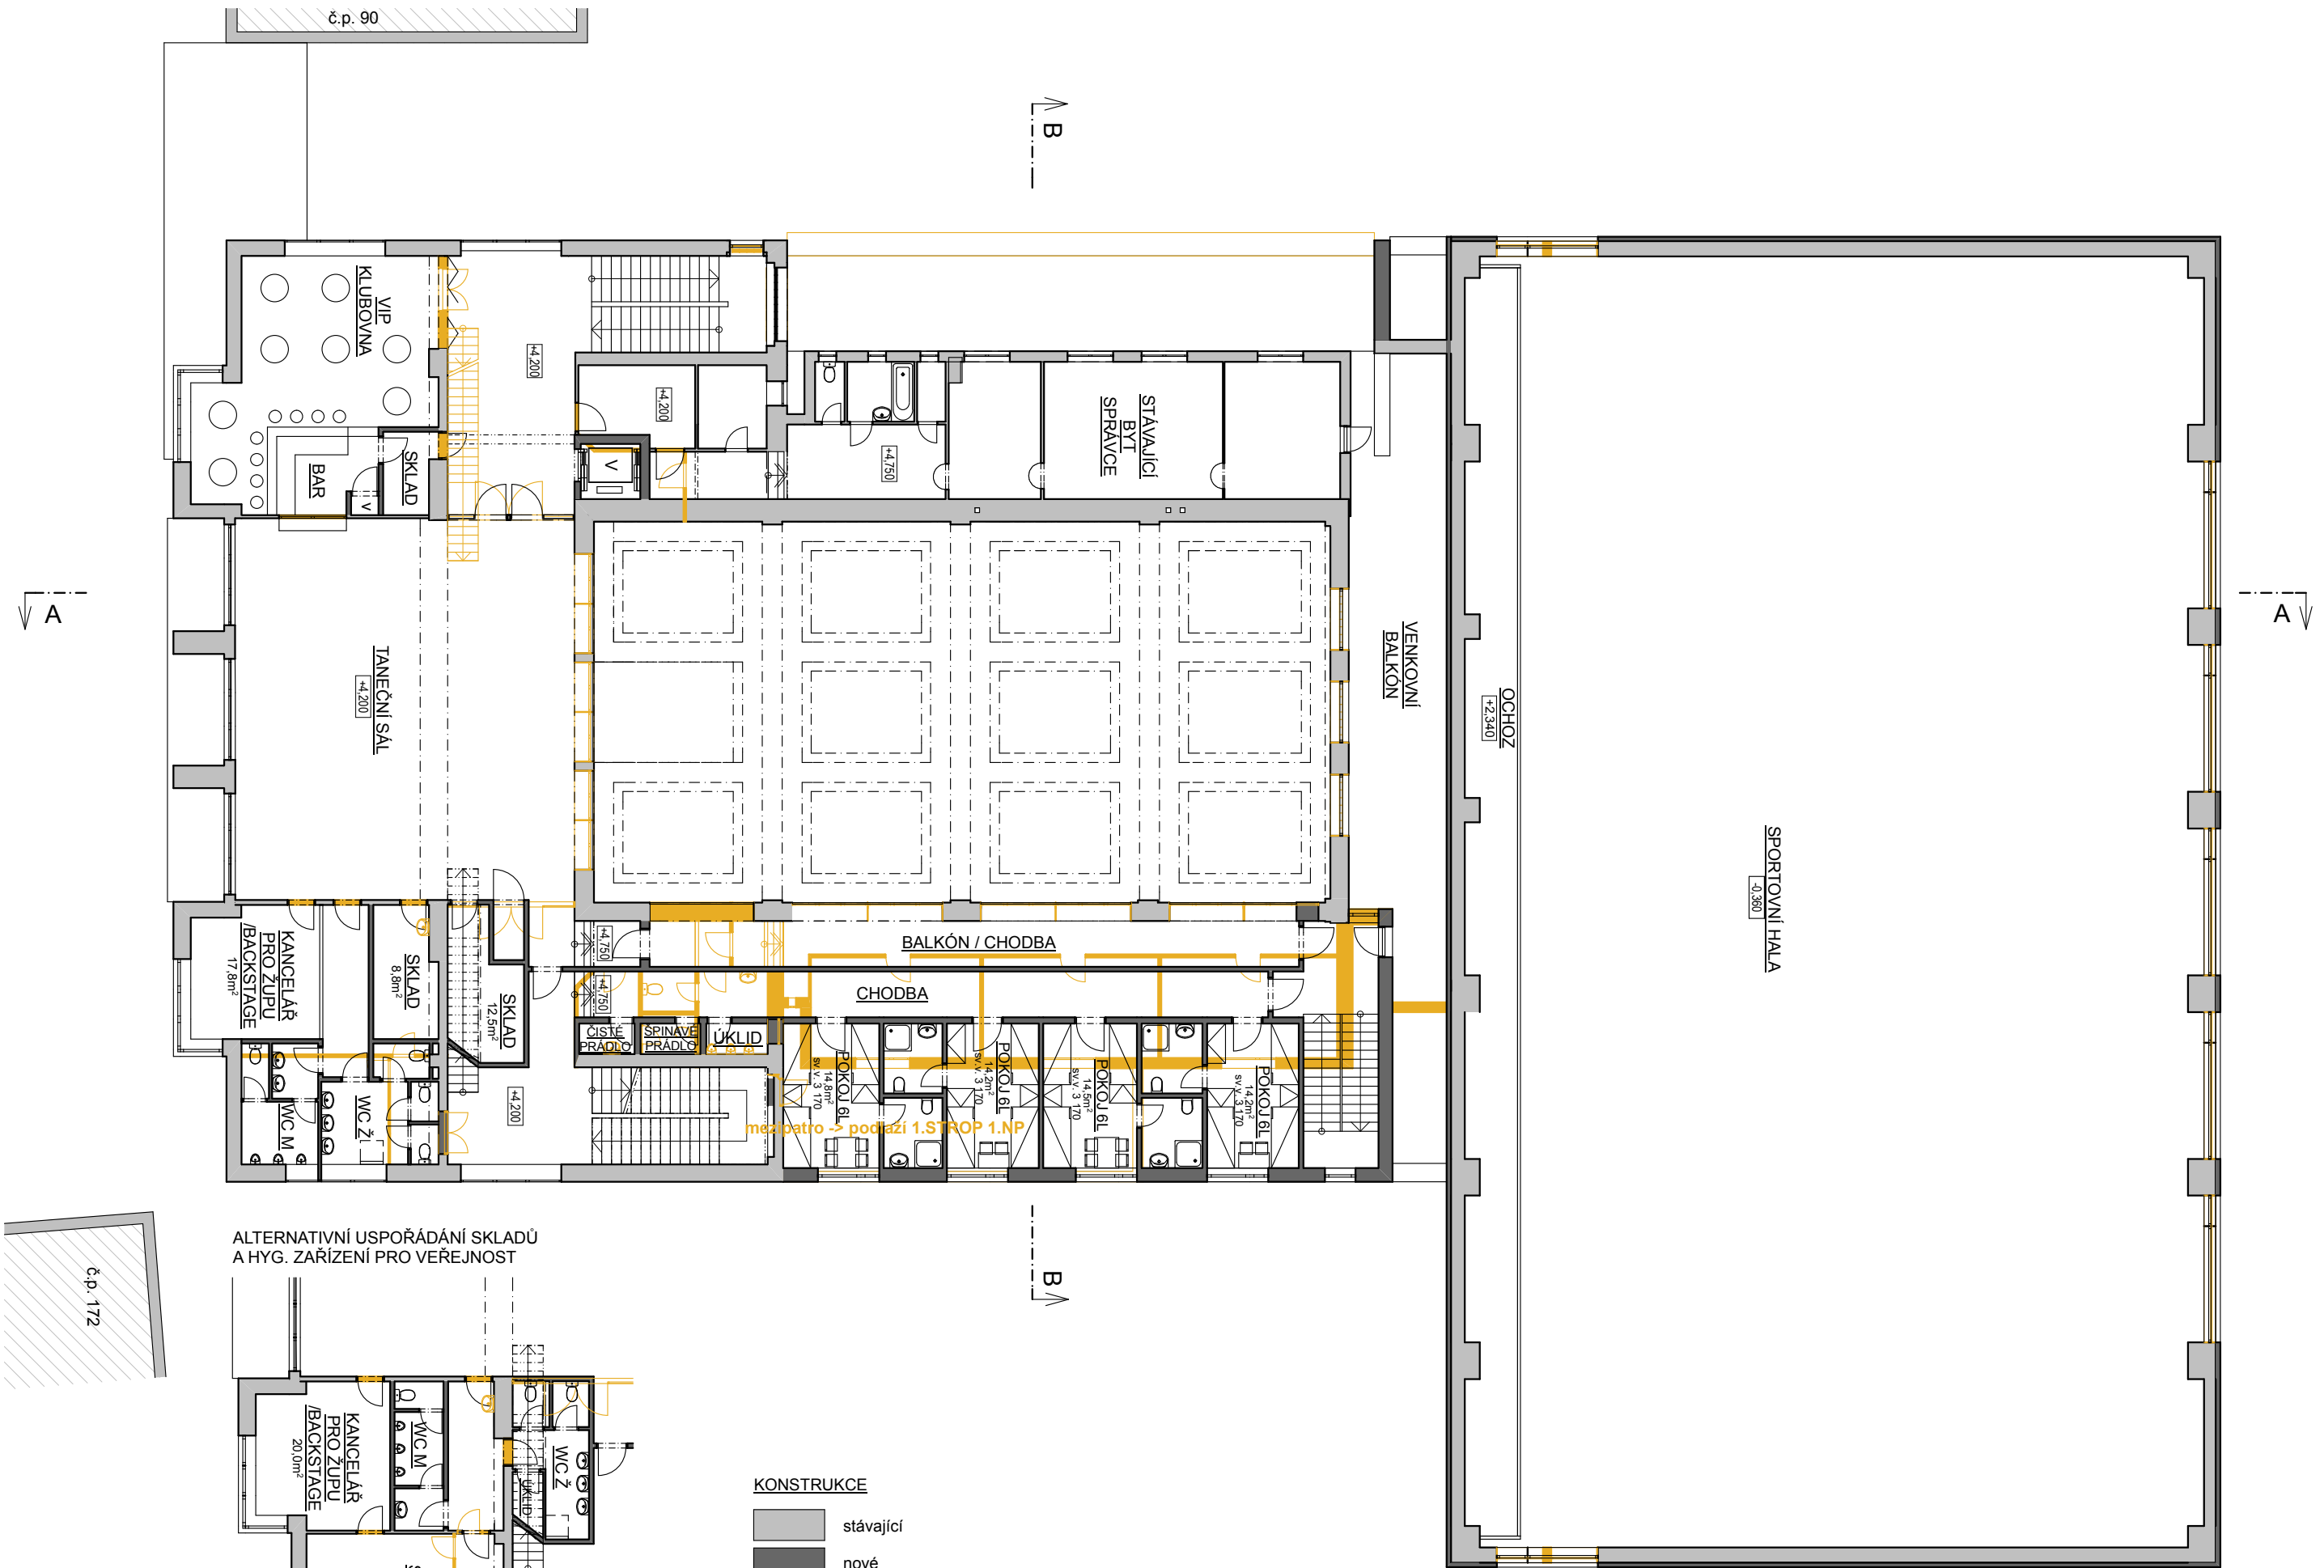 č.p. 90
B
VIP
KLUBOVNA
+4,200
+4,200
SKLAD
BAR
V
V
+4,750
STÁVAJÍCÍ
BYT
SPRÁVCE
A
A
TANEČNÍ SÁL
+4,200
VENKOVNÍ
BALKÓN
OCHOZ
+2,340
SPORTOVNÍ HALA
-0,360
KANCELÁŘ
PRO ŽUPU
/BACKSTAGE
17,8m²
SKLAD
8,8m²
SKLAD
12,5m²
+4,750
BALKÓN / CHODBA
+4,750
CHODBA
ČISTÉ
PRÁDLO
ŠPINAVÉ
PRÁDLO
ÚKLID
POKOJ 6L
14,8m²
sv.v. 3 170
POKOJ 6L
14,2m²
sv.v. 3 170
POKOJ 6L
14,5m²
sv.v. 3 170
POKOJ 6L
14,2m²
sv.v. 3 170
WC M
WC Ž
+4,200
mezipatro -> podlaží 1.STROP 1.NP
ALTERNATIVNÍ USPOŘÁDÁNÍ SKLADŮ
A HYG. ZAŘÍZENÍ PRO VEŘEJNOST
č.p. 172
B
KANCELÁŘ
PRO ŽUPU
/BACKSTAGE
20,0m²
WC M
WC Ž
ÚKLID
KONSTRUKCE
stávající
nové